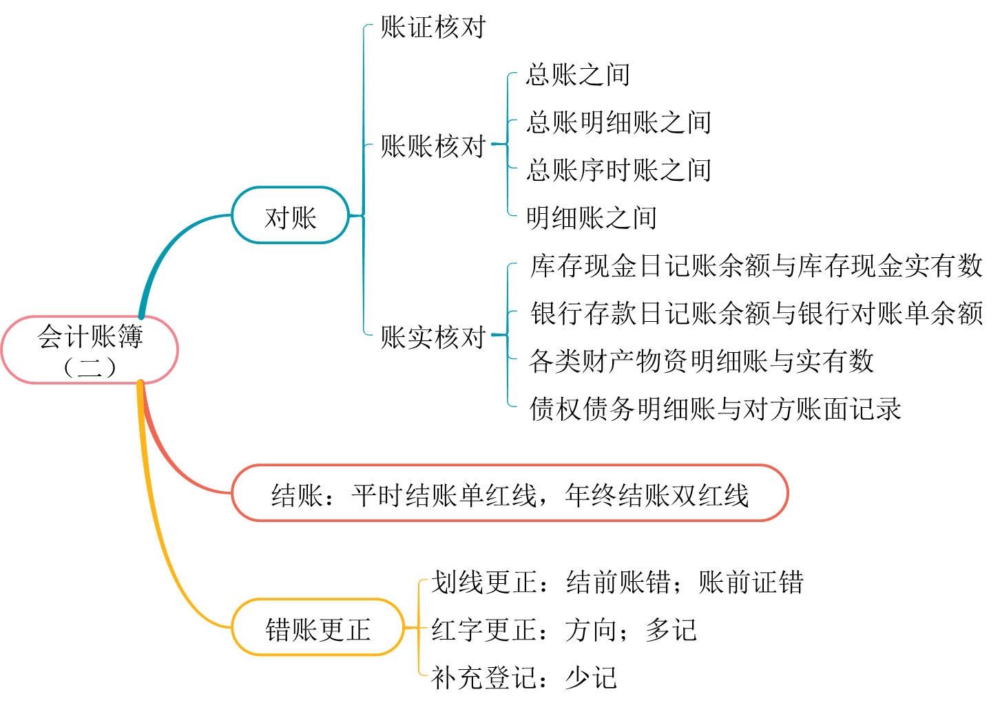 会计账簿
（二）
对账
账证核对
账账核对
总账之间
总账明细账之间
总账序时账之间
明细账之间
账实核对
库存现金日记账余额与库存现金实有数
银行存款日记账余额与银行对账单余额
各类财产物资明细账与实有数
债权债务明细账与对方账面记录
结账：平时结账单红线，年终结账双红线
错账更正
划线更正：结前账错；账前证错
红字更正：方向；多记
补充登记：少记